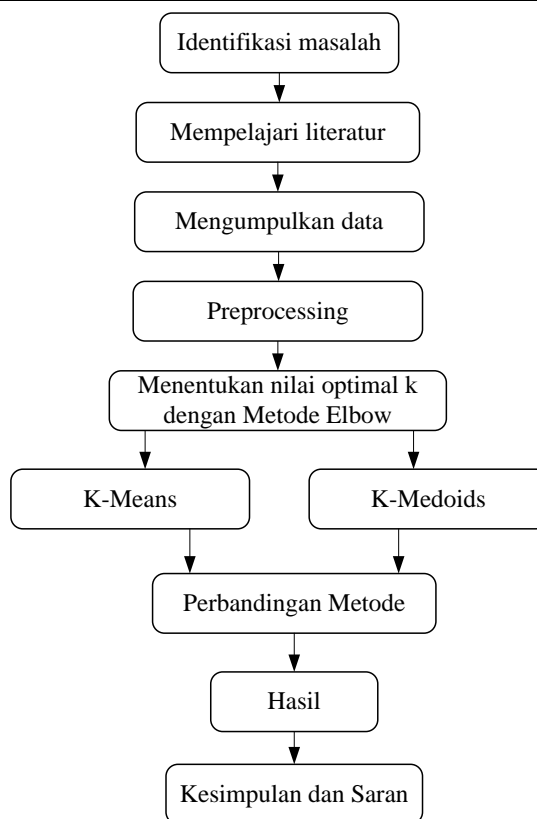 Identifikasi masalah
Mempelajari literatur
Mengumpulkan data
Preprocessing
Menentukan nilai optimal k
dengan Metode Elbow
K-Means
K-Medoids
Perbandingan Metode
Hasil
Kesimpulan dan Saran